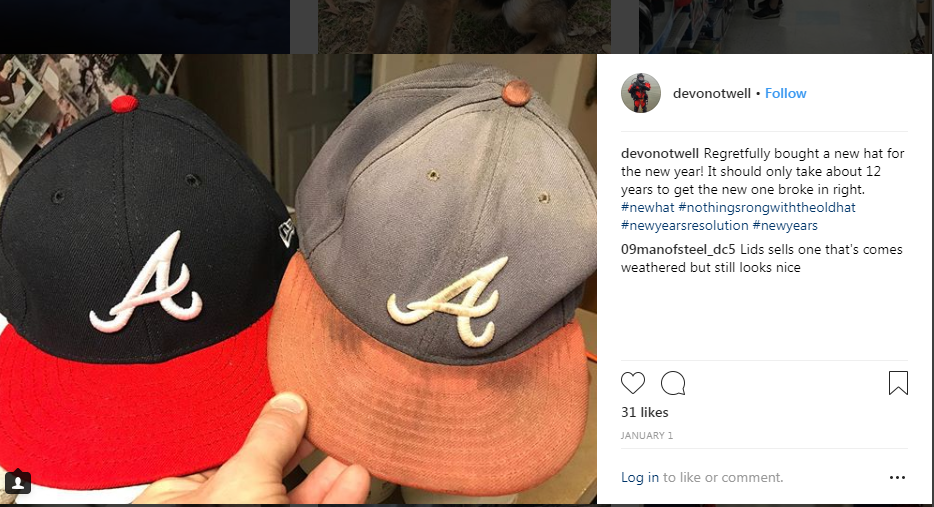 A
A
devonotwell • Follow
devonotwell Regretfully bought a new hat for
the new year! It should only take about 12
years to get the new one broke in right.
#newhat #nothingsrongwiththeoldhat
#newyearsresolution #newyears
09manofsteel_dc5 Lids sells one that's comes
weathered but still looks nice
31 likes
JANUARY 1
Log in to like or comment.